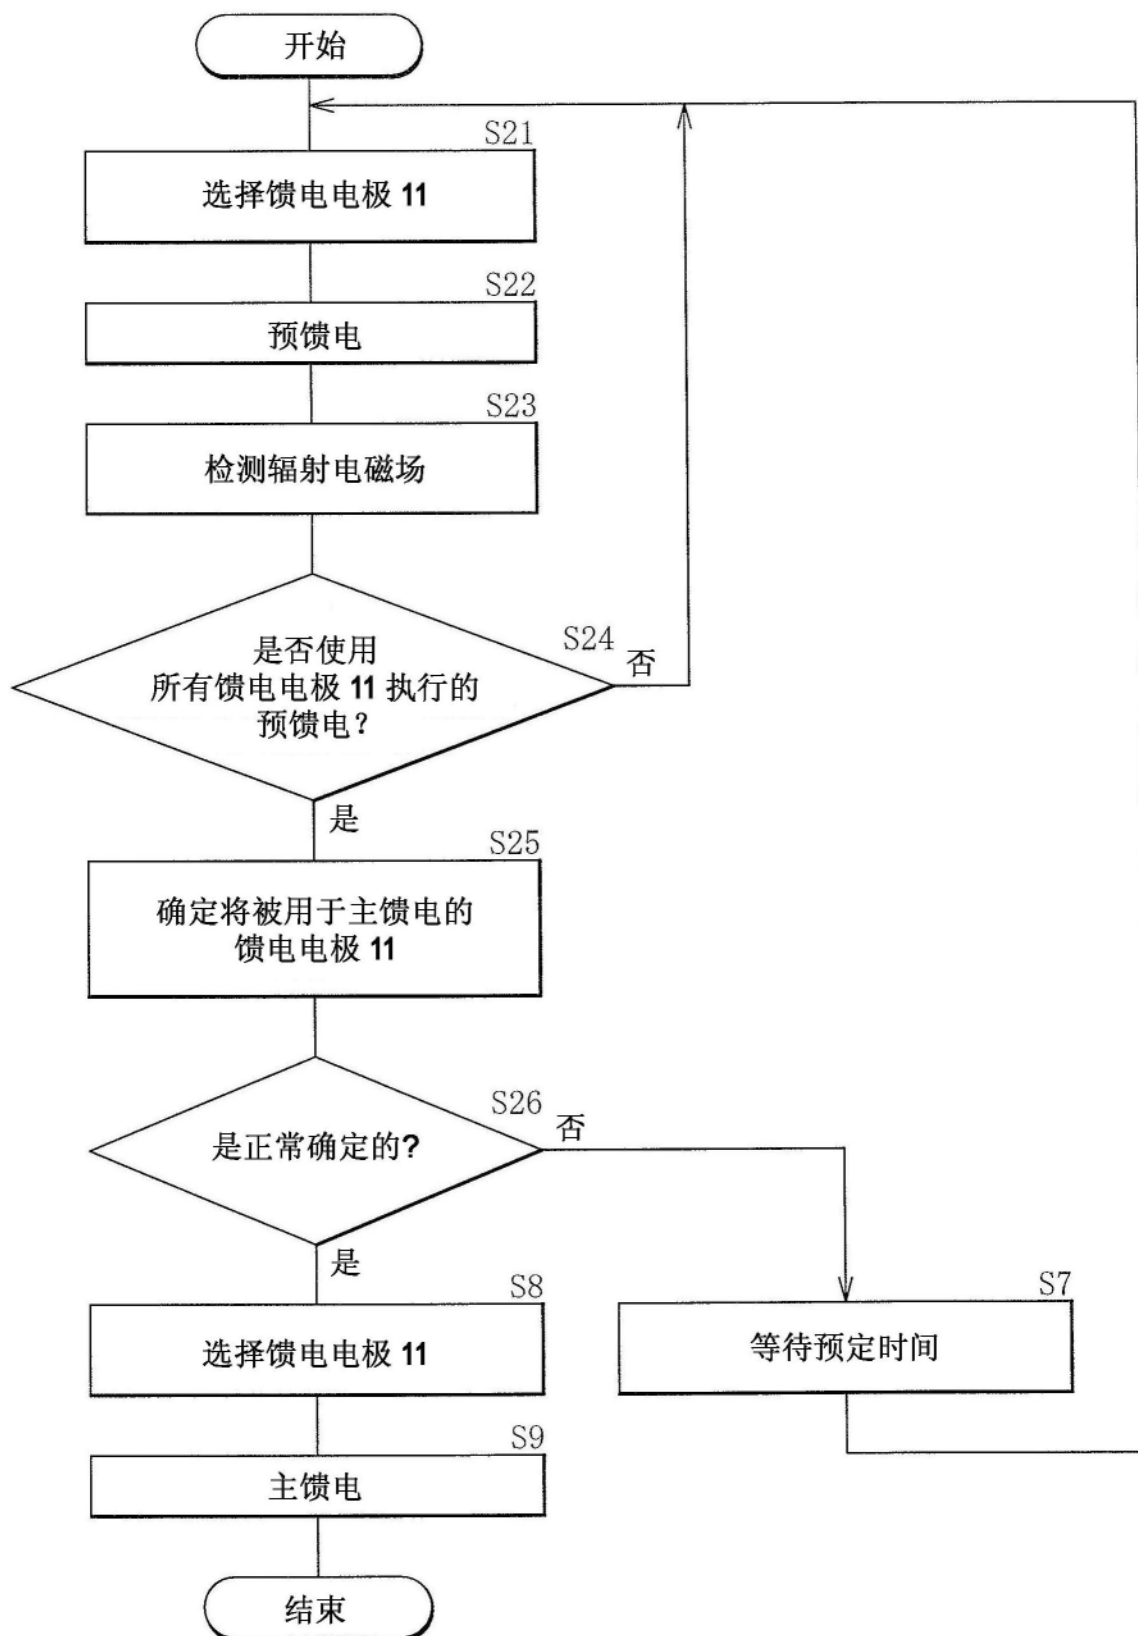 开始
S21
选择馈电电极 11
S22
预馈电
S23
检测辐射电磁场
S24
是否使用
所有馈电电极 11 执行的
预馈电？
否
是
S25
确定将被用于主馈电的
馈电电极 11
S26
是正常确定的?
否
是
S8
选择馈电电极 11
S7
等待预定时间
S9
主馈电
结束